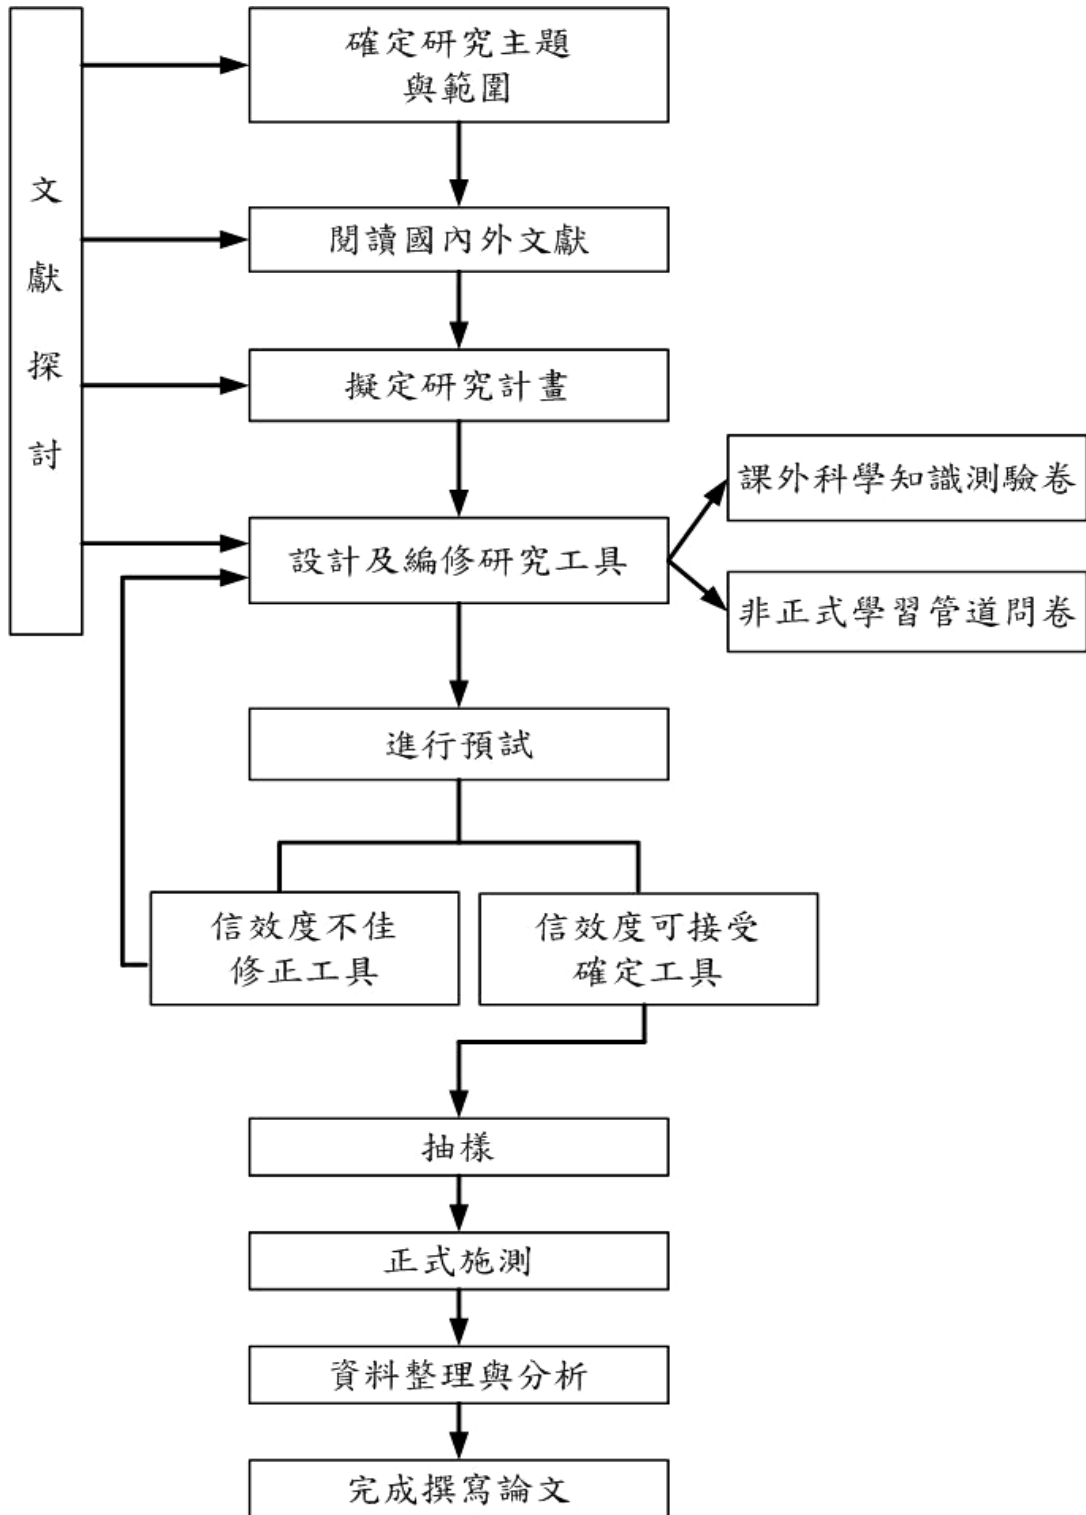 文獻探討
確定研究主題
與範圍
閱讀國內外文獻
擬定研究計畫
設計及編修研究工具
課外科學知識測驗卷
非正式學習管道問卷
進行預試
信效度不佳
修正工具
信效度可接受
確定工具
抽樣
正式施測
資料整理與分析
完成撰寫論文